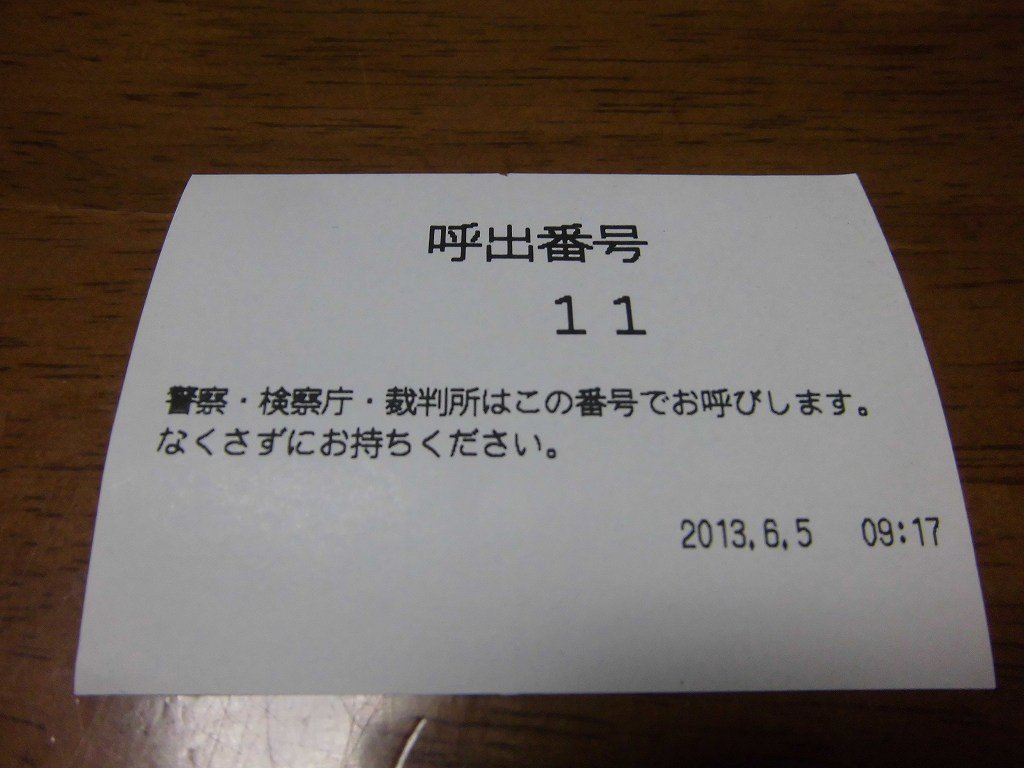 呼出番号
１１
警察・検察庁・裁判所はこの番号でお呼びします。
なくさずにお持ちください。
2013.6.5 09:17